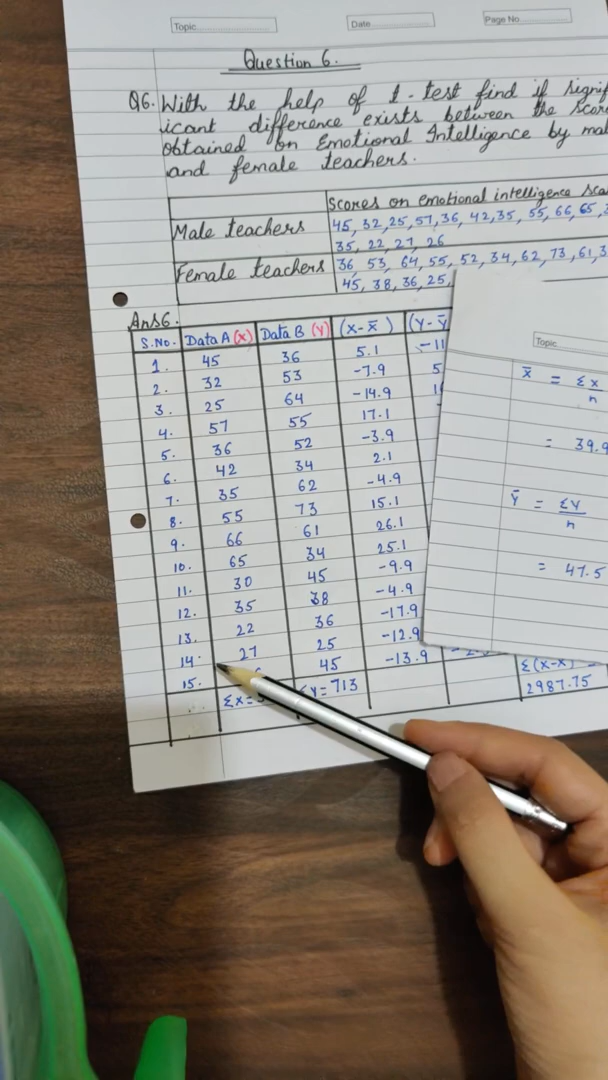 Topic
Date
Page No
Question 6.
Q6. With the help of t-test find if signif
icant difference exists between the scor
obtained on Emotional Intelligence by mal
and female teachers.
Scores on emotional intelligence sca
Male teachers 45, 32, 25, 57, 36, 42, 35, 55, 66, 65,
35, 22, 27, 26
Female teachers 36, 53, 64, 55, 52, 34, 62, 73, 61, 3
45, 38, 36, 25,
Ans6.
S.No. Data A (X) Data B (Y) (X-X̄) (Y-Ȳ
1. 45 36 5.1 -11
2. 32 53 -7.9 5
3. 25 64 -14.9 1
4. 57 55 17.1
5. 36 52 -3.9
6. 42 34 2.1
7. 35 62 -4.9
8. 55 73 15.1
9. 66 61 26.1
10. 65 34 25.1
11. 30 45 -9.9
12. 35 38 -4.9
13. 22 36 -17.9
14. 27 25 -12.9
15. 45 -13.9
Σx= Σy=713 2987.75
Σ(X-X̄)
Topic
X̄ = Σx
n
= 39.9
Ȳ = ΣY
n
= 47.5